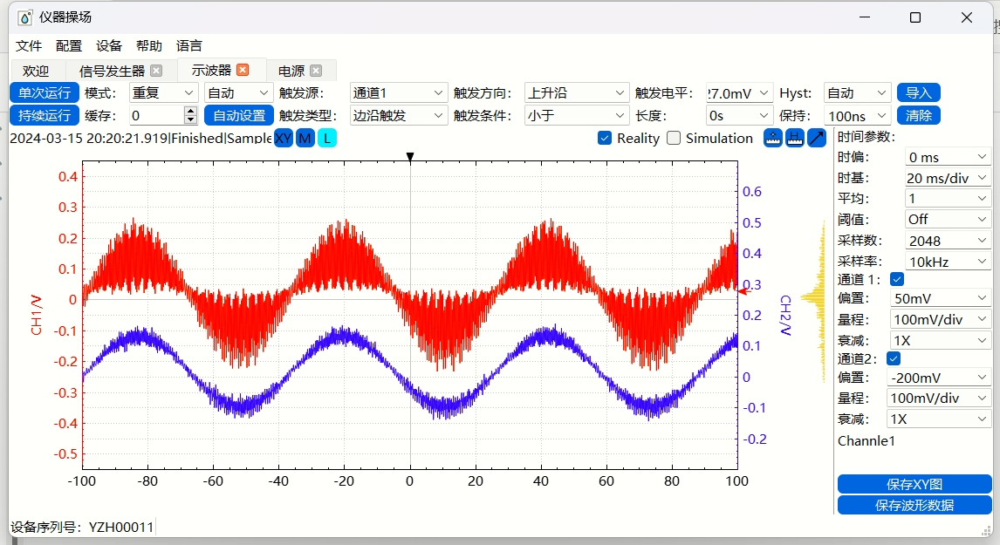 仪器操场
文件 配置 设备 帮助 语言
欢迎 信号发生器 示波器 电源
单次运行 模式： 重复 自动 触发源： 通道1 触发方向： 上升沿 触发电平： 27.0mV Hyst: 自动 导入
持续运行 缓存： 0 自动设置 触发类型： 边沿触发 触发条件： 小于 长度： 0s 保持： 100ns 清除
2024-03-15 20:20:21.919|Finished|Sample XY M L Reality Simulation H
时间参数：
时偏： 0 ms
时基： 20 ms/div
平均： 1
阈值： Off
采样数： 2048
采样率： 10kHz
通道 1：
偏置： 50mV
量程： 100mV/div
衰减： 1X
通道2：
偏置： -200mV
量程： 100mV/div
衰减： 1X
Channle1
保存XY图
保存波形数据
CH1/V
0.4
0.3
0.2
0.1
0
-0.1
-0.2
-0.3
-0.4
-0.5
CH2/V
0.6
0.5
0.4
0.3
0.2
0.1
0
-0.1
-0.2
-100 -80 -60 -40 -20 0 20 40 60 80 100
设备序列号： YZH00011